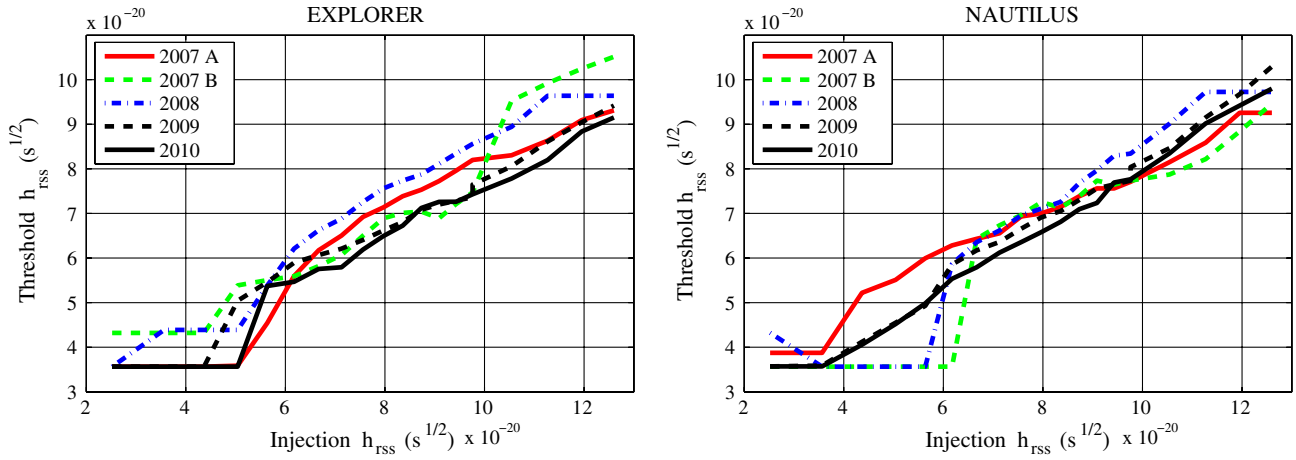 EXPLORER
x 10^-20
Threshold h_rss (s^1/2)
11
10
9
8
7
6
5
4
3
2007 A
2007 B
2008
2009
2010
2 4 6 8 10 12
Injection h_rss (s^1/2) x 10^-20
NAUTILUS
x 10^-20
Threshold h_rss (s^1/2)
11
10
9
8
7
6
5
4
3
2007 A
2007 B
2008
2009
2010
2 4 6 8 10 12
Injection h_rss (s^1/2) x 10^-20